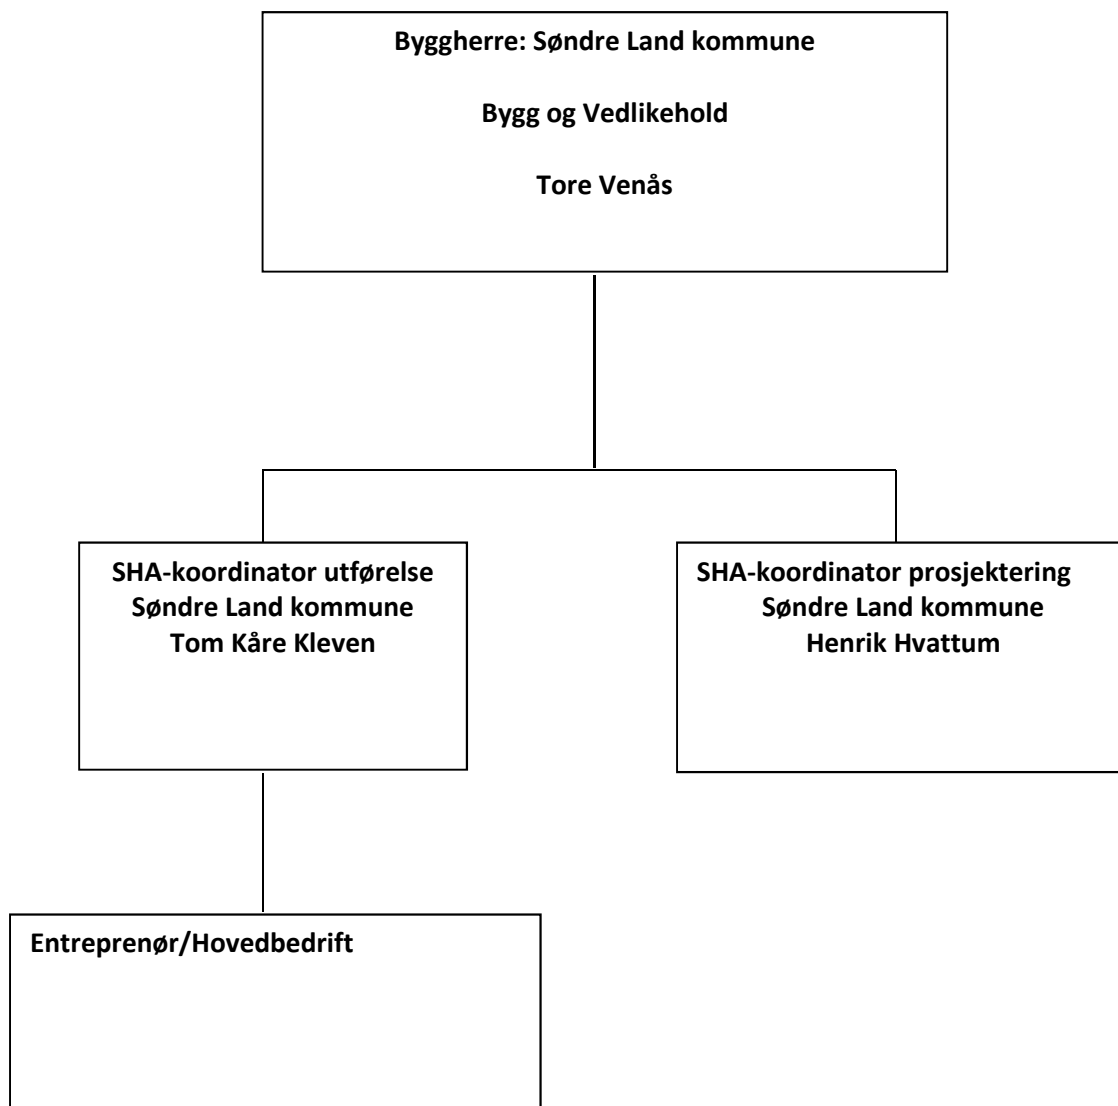 Byggherre: Søndre Land kommune
Bygg og Vedlikehold
Tore Venås
SHA-koordinator utførelse
Søndre Land kommune
Tom Kåre Kleven
SHA-koordinator prosjektering
Søndre Land kommune
Henrik Hvattum
Entreprenør/Hovedbedrift